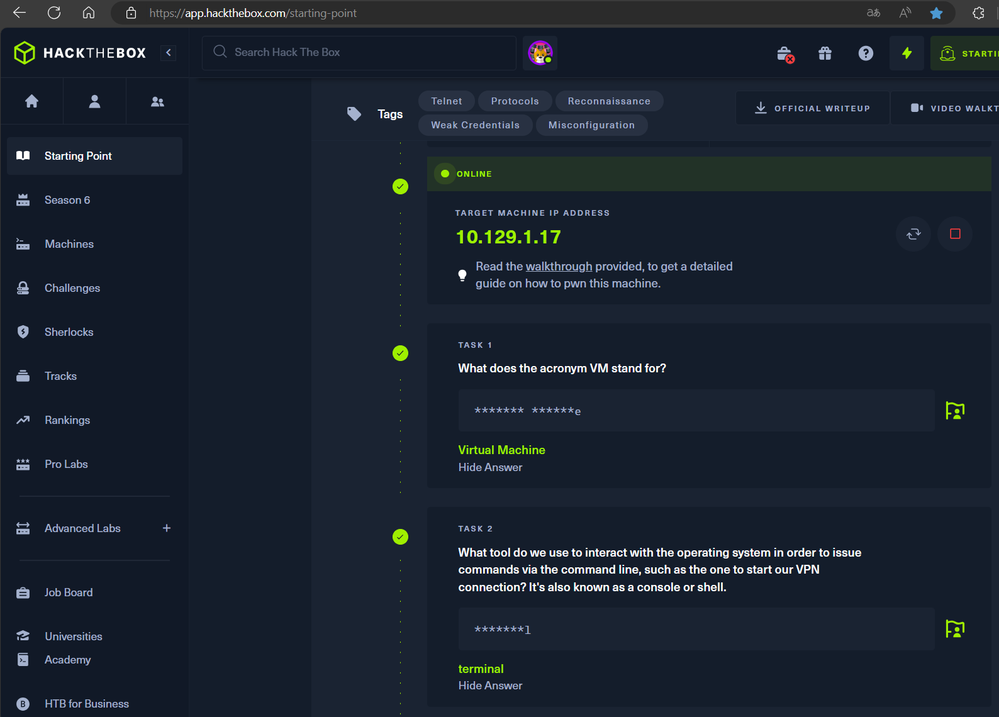 https://app.hackthebox.com/starting-point
HACKTHEBOX
Search Hack The Box
STARTI
Starting Point
Season 6
Machines
Challenges
Sherlocks
Tracks
Rankings
Pro Labs
Advanced Labs
Job Board
Universities
Academy
HTB for Business
Tags
Telnet
Protocols
Reconnaissance
Weak Credentials
Misconfiguration
OFFICIAL WRITEUP
VIDEO WALKT
ONLINE
TARGET MACHINE IP ADDRESS
10.129.1.17
Read the walkthrough provided, to get a detailed
guide on how to pwn this machine.
TASK 1
What does the acronym VM stand for?
******* ******e
Virtual Machine
Hide Answer
TASK 2
What tool do we use to interact with the operating system in order to issue
commands via the command line, such as the one to start our VPN
connection? It's also known as a console or shell.
*******l
terminal
Hide Answer